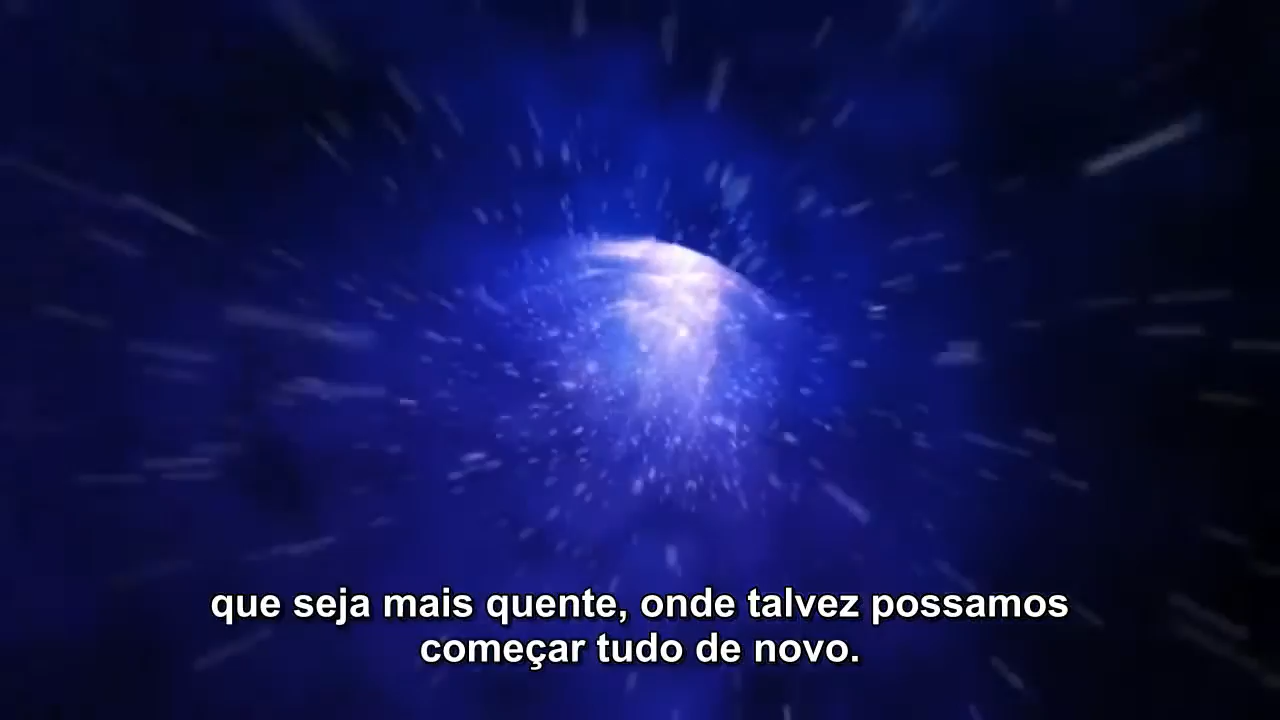 que seja mais quente, onde talvez possamos
começar tudo de novo.